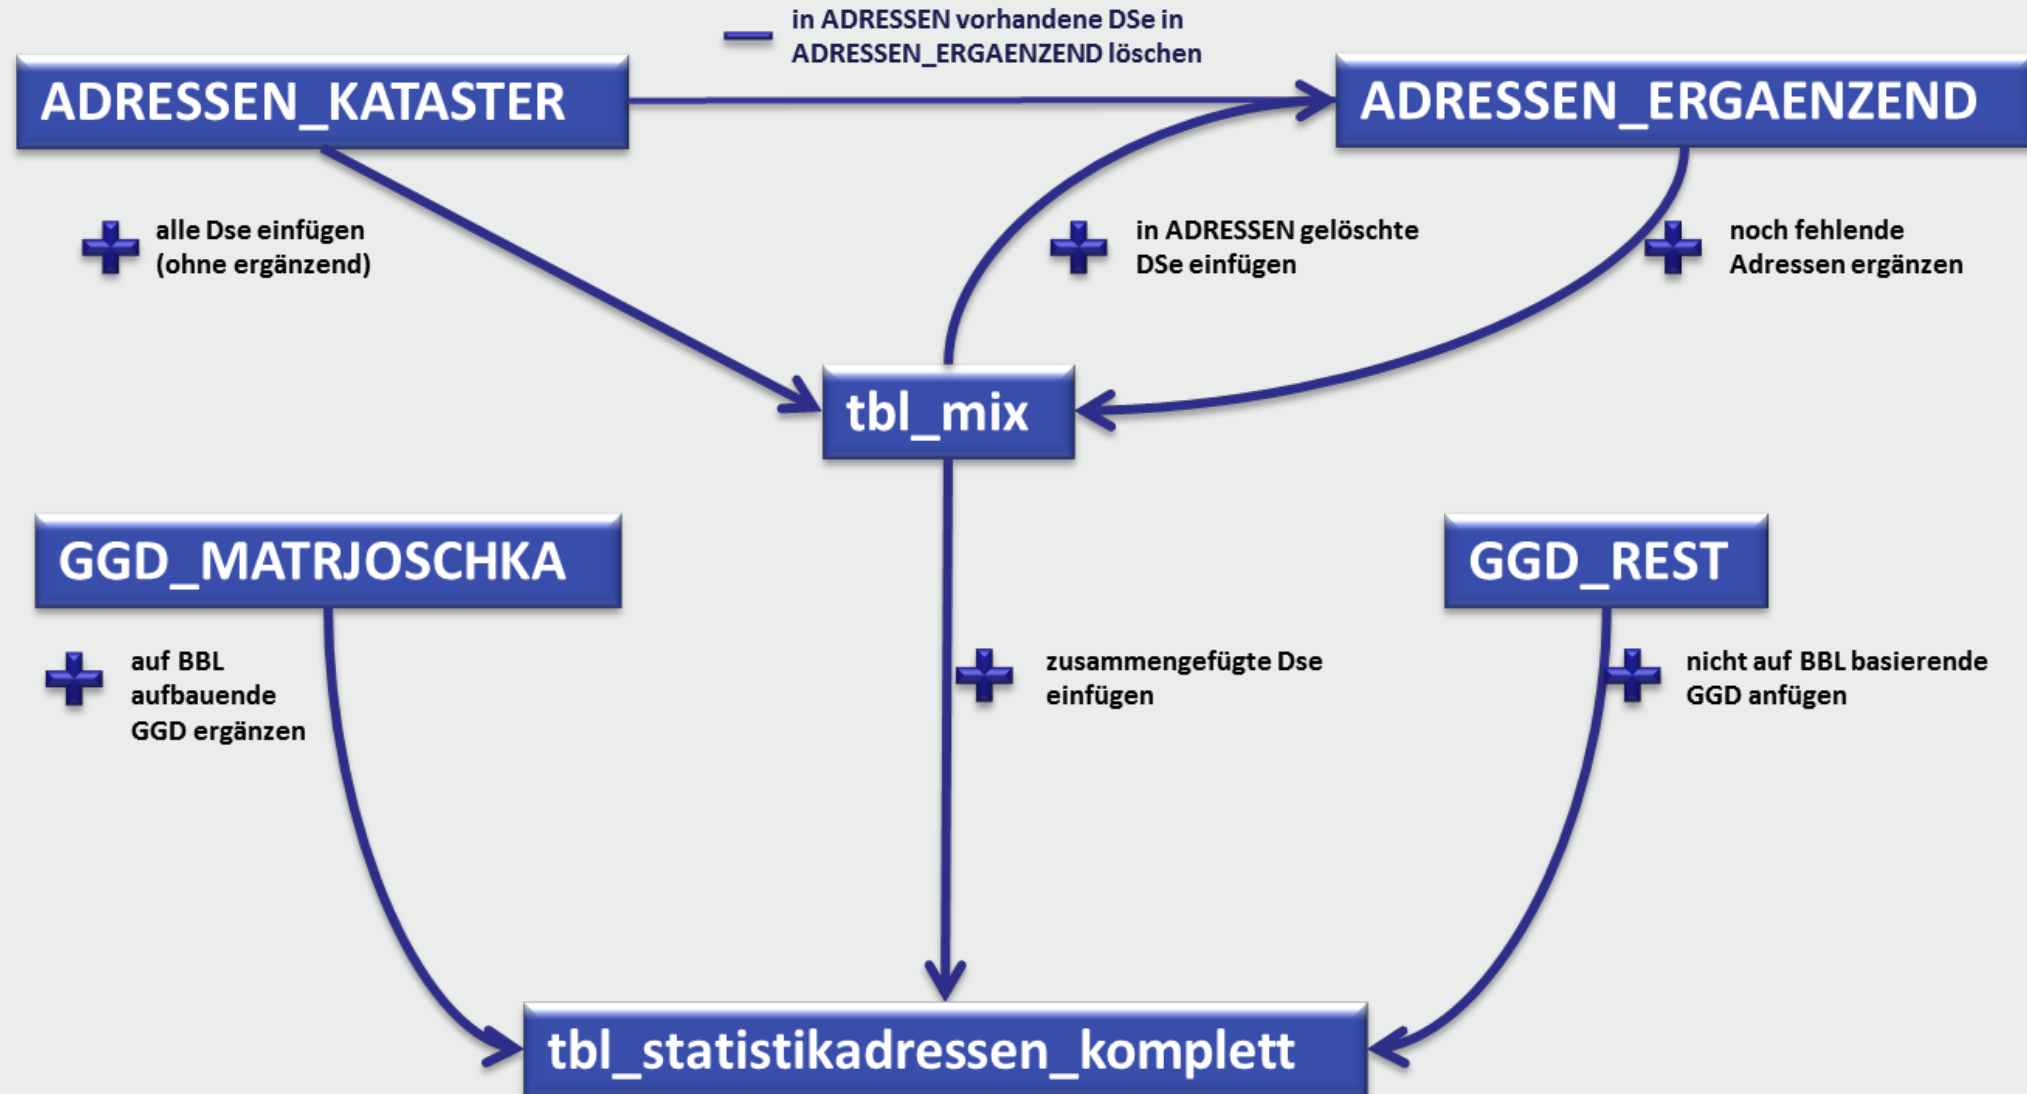 in ADRESSEN vorhandene DSe in
ADRESSEN_ERGAENZEND löschen
ADRESSEN_KATASTER
ADRESSEN_ERGAENZEND
alle Dse einfügen
(ohne ergänzend)
in ADRESSEN gelöschte
DSe einfügen
noch fehlende
Adressen ergänzen
tbl_mix
GGD_MATRJOSCHKA
GGD_REST
auf BBL
aufbauende
GGD ergänzen
zusammengefügte Dse
einfügen
nicht auf BBL basierende
GGD anfügen
tbl_statistikadressen_komplett